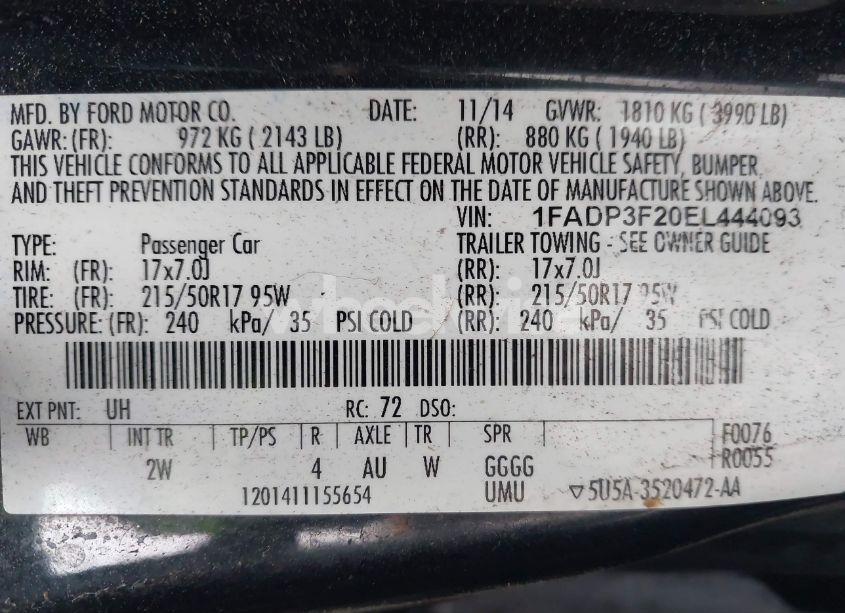 MFD. BY FORD MOTOR CO. DATE: 11/14 GVWR: 1810 KG ( 3990 LB)
GAWR: (FR): 972 KG ( 2143 LB) (RR): 880 KG ( 1940 LB)
THIS VEHICLE CONFORMS TO ALL APPLICABLE FEDERAL MOTOR VEHICLE SAFETY, BUMPER
AND THEFT PREVENTION STANDARDS IN EFFECT ON THE DATE OF MANUFACTURE SHOWN ABOVE.
VIN: 1FADP3F20EL444093
TYPE: Passenger Car TRAILER TOWING - SEE OWNER GUIDE
RIM: (FR): 17x7.0J (RR): 17x7.0J
TIRE: (FR): 215/50R17 95W (RR): 215/50R17 95W
PRESSURE: (FR): 240 kPa/ 35 PSI COLD (RR): 240 kPa/ 35 PSI COLD
EXT PNT: UH RC: 72 DSO:
WB INT TR TP/PS R AXLE TR SPR F0076
2W 4 AU W GGGG R0055
1201411155654 UMU ▽5U5A-3520472-AA